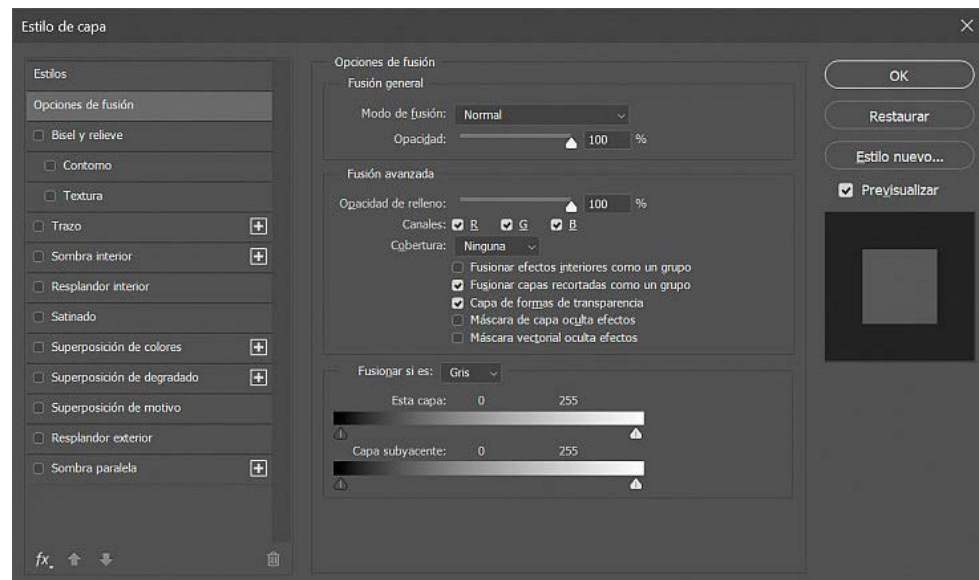 Estilo de capa
Estilos
Opciones de fusión
Bisel y relieve
Contorno
Textura
Trazo
Sombra interior
Resplandor interior
Satinado
Superposición de colores
Superposición de degradado
Superposición de motivo
Resplandor exterior
Sombra paralela
fx
Opciones de fusión
Fusión general
Modo de fusión: Normal
Opacidad: 100 %
Fusión avanzada
Opacidad de relleno: 100 %
Canales: R G B
Cobertura: Ninguna
Fusionar efectos interiores como un grupo
Fusionar capas recortadas como un grupo
Capa de formas de transparencia
Máscara de capa oculta efectos
Máscara vectorial oculta efectos
Fusionar si es: Gris
Esta capa: 0 255
Capa subyacente: 0 255
OK
Restaurar
Estilo nuevo...
Previsualizar